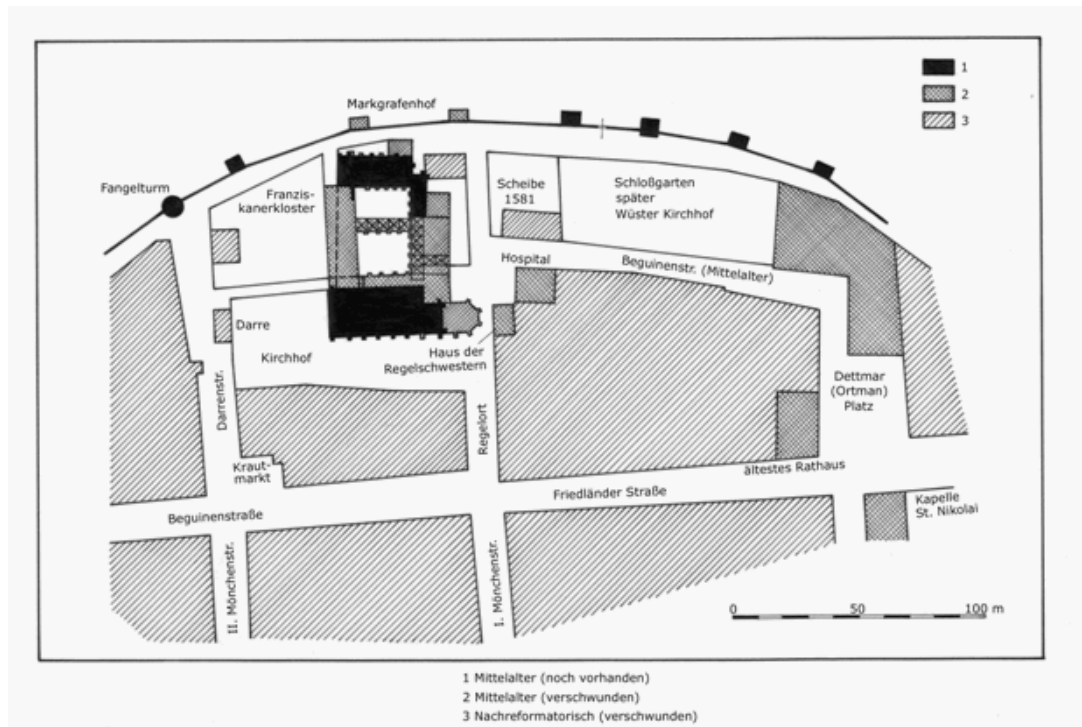 1
2
3
Markgrafenhof
Fangelturm
Franzis-
kanerkloster
Scheibe
1581
Schloßgarten
später
Wüster Kirchhof
Hospital
Beguinenstr. (Mittelalter)
Darre
Kirchhof
Haus der
Regelschwestern
Dettmar
(Ortman)
Platz
Darrenstr.
Regelort
Kraut-
markt
ältestes Rathaus
Friedländer Straße
Beguinenstraße
Kapelle
St. Nikolai
II. Mönchenstr.
I. Mönchenstr.
0 50 100 m
1 Mittelalter (noch vorhanden)
2 Mittelalter (verschwunden)
3 Nachreformatorisch (verschwunden)